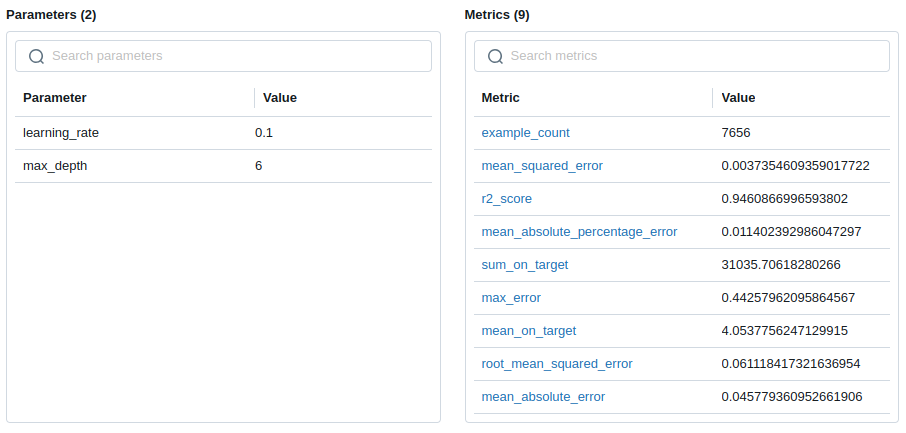 Parameters (2)
Search parameters
Parameter Value
learning_rate 0.1
max_depth 6
Metrics (9)
Search metrics
Metric Value
example_count 7656
mean_squared_error 0.0037354609359017722
r2_score 0.9460866996593802
mean_absolute_percentage_error 0.011402392986047297
sum_on_target 31035.70618280266
max_error 0.44257962095864567
mean_on_target 4.0537756247129915
root_mean_squared_error 0.061118417321636954
mean_absolute_error 0.045779360952661906